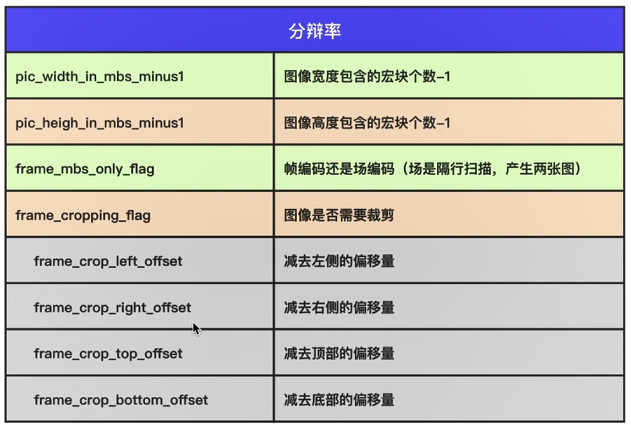 分辩率
pic_width_in_mbs_minus1 图像宽度包含的宏块个数-1
pic_heigh_in_mbs_minus1 图像高度包含的宏块个数-1
frame_mbs_only_flag 帧编码还是场编码（场是隔行扫描，产生两张图）
frame_cropping_flag 图像是否需要裁剪
frame_crop_left_offset 减去左侧的偏移量
frame_crop_right_offset 减去右侧的偏移量
frame_crop_top_offset 减去顶部的偏移量
frame_crop_bottom_offset 减去底部的偏移量